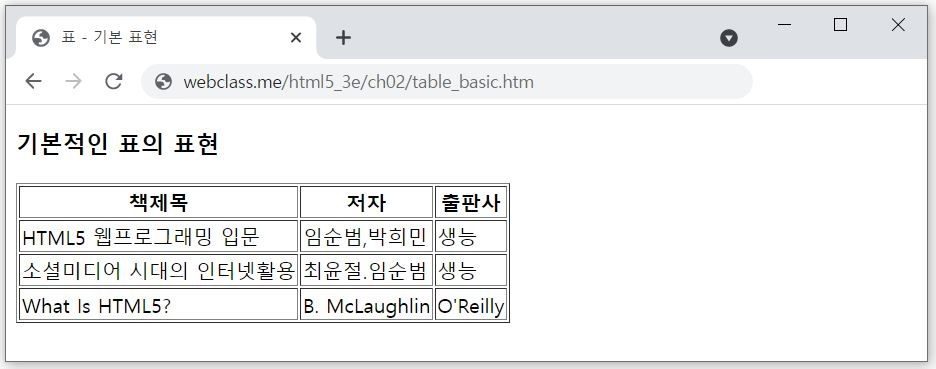 표 - 기본 표현
webclass.me/html5_3e/ch02/table_basic.htm
기본적인 표의 표현
책제목 저자 출판사
HTML5 웹프로그래밍 입문 임순범,박희민 생능
소셜미디어 시대의 인터넷활용 최윤절.임순범 생능
What Is HTML5? B. McLaughlin O'Reilly